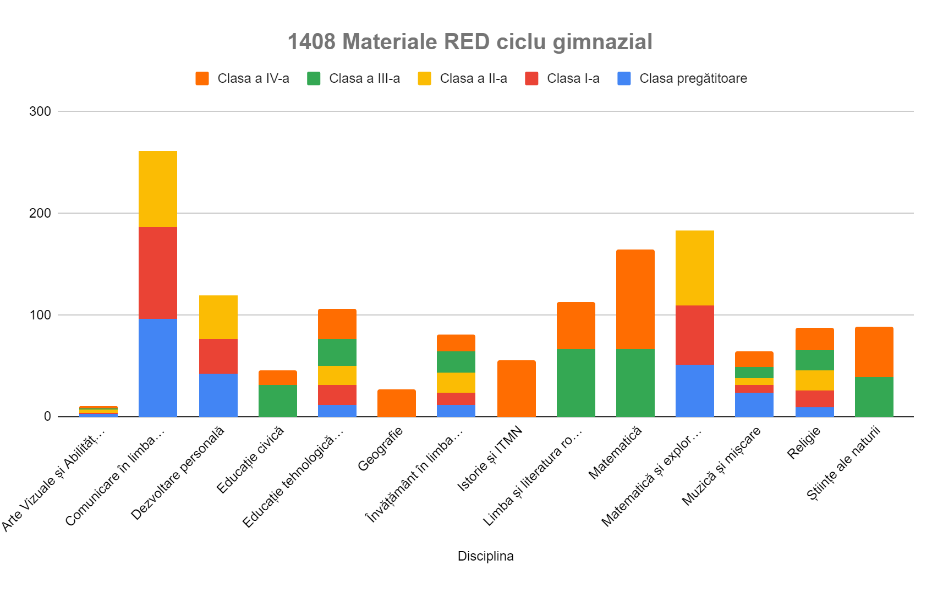 1408 Materiale RED ciclu gimnazial
Clasa a IV-a
Clasa a III-a
Clasa a II-a
Clasa I-a
Clasa pregătitoare
300
200
100
0
Arte Vizuale și Abilităț…
Comunicare în limba…
Dezvoltare personală
Educație civică
Educație tehnologică…
Geografie
Învățământ în limba…
Istorie și ITMN
Limba și literatura ro…
Matematică
Matematică și explor…
Muzică și mișcare
Religie
Științe ale naturii
Disciplina